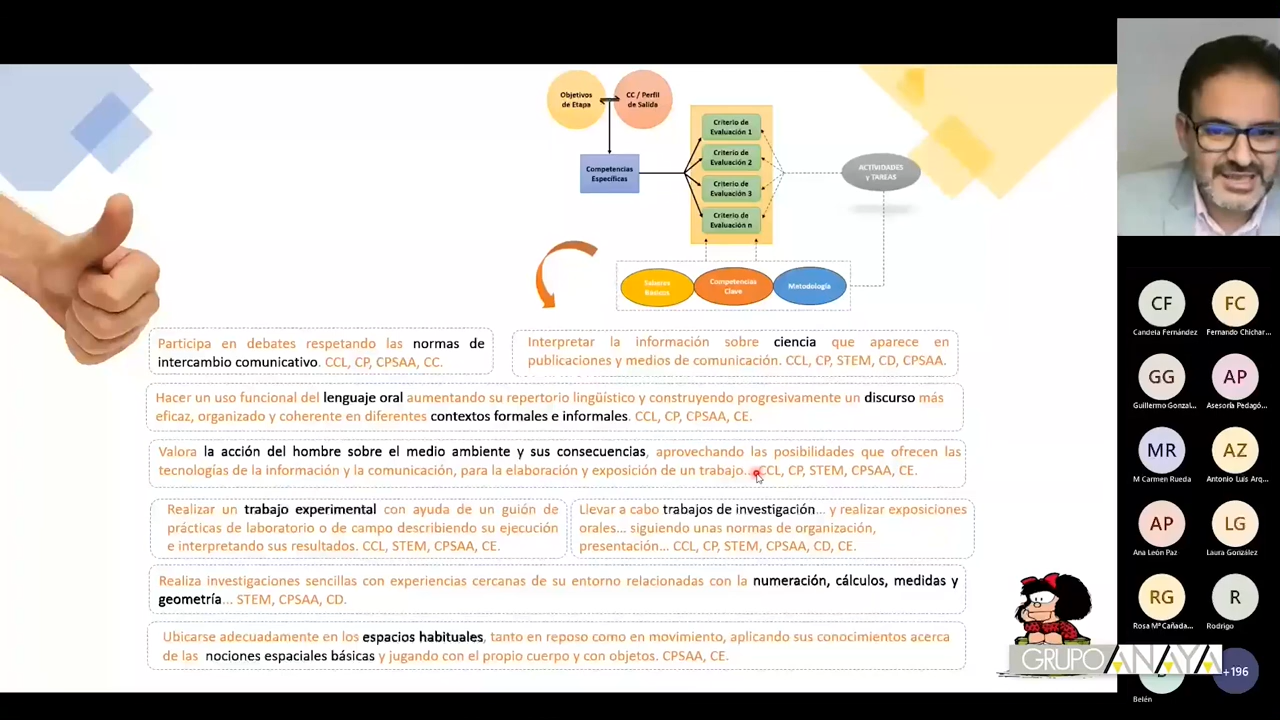 Objetivos
de Etapa
CC / Perfil
de Salida
Criterio de
Evaluación 1
Criterio de
Evaluación 2
Criterio de
Evaluación 3
Criterio de
Evaluación n
Competencias
Específicas
ACTIVIDADES
y TAREAS
Saberes
Básicos
Competencias
Clave
Metodología
Participa en debates respetando las normas de
intercambio comunicativo. CCL, CP, CPSAA, CC.
Interpretar la información sobre ciencia que aparece en
publicaciones y medios de comunicación. CCL, CP, STEM, CD, CPSAA.
Hacer un uso funcional del lenguaje oral aumentando su repertorio lingüístico y construyendo progresivamente un discurso más
eficaz, organizado y coherente en diferentes contextos formales e informales. CCL, CP, CPSAA, CE.
Valora la acción del hombre sobre el medio ambiente y sus consecuencias, aprovechando las posibilidades que ofrecen las
tecnologías de la información y la comunicación, para la elaboración y exposición de un trabajo... CCL, CP, STEM, CPSAA, CE.
Realizar un trabajo experimental con ayuda de un guión de
prácticas de laboratorio o de campo describiendo su ejecución
e interpretando sus resultados. CCL, STEM, CPSAA, CE.
Llevar a cabo trabajos de investigación... y realizar exposiciones
orales... siguiendo unas normas de organización,
presentación... CCL, CP, STEM, CPSAA, CD, CE.
Realiza investigaciones sencillas con experiencias cercanas de su entorno relacionadas con la numeración, cálculos, medidas y
geometría... STEM, CPSAA, CD.
Ubicarse adecuadamente en los espacios habituales, tanto en reposo como en movimiento, aplicando sus conocimientos acerca
de las nociones espaciales básicas y jugando con el propio cuerpo y con objetos. CPSAA, CE.
GRUPO ANAYA
CF
Candela Fernández
FC
Fernando Chichar...
GG
Guillermo Gonzal...
AP
Asesoría Pedagó...
MR
M Carmen Rueda
AZ
Antonio Luis Arq...
AP
Ana León Paz
LG
Laura González
RG
Rosa Mª Cañada...
R
Rodrigo
+196
Belén